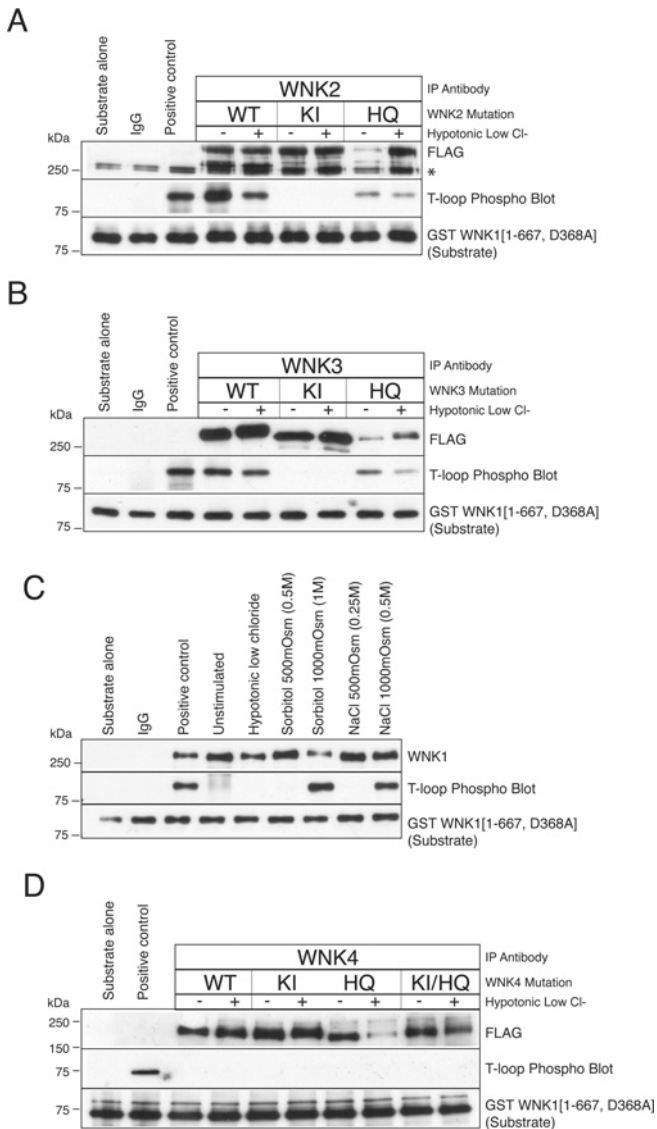 A
Substrate alone
IgG
Positive control
WNK2
IP Antibody
WT KI HQ
WNK2 Mutation
- + - + - +
Hypotonic Low Cl-
kDa
FLAG
250
*
T-loop Phospho Blot
75
GST WNK1[1-667, D368A]
75
(Substrate)
B
Substrate alone
IgG
Positive control
WNK3
IP Antibody
WT KI HQ
WNK3 Mutation
- + - + - +
Hypotonic Low Cl-
kDa
FLAG
250
T-loop Phospho Blot
75
GST WNK1[1-667, D368A]
75
(Substrate)
C
Substrate alone
IgG
Positive control
Unstimulated
Hypotonic low chloride
Sorbitol 500mOsm (0.5M)
Sorbitol 1000mOsm (1M)
NaCl 500mOsm (0.25M)
NaCl 1000mOsm (0.5M)
kDa
WNK1
250
T-loop Phospho Blot
75
GST WNK1[1-667, D368A]
75
(Substrate)
D
Substrate alone
Positive control
WNK4
IP Antibody
WT KI HQ KI/HQ
WNK4 Mutation
- + - + - + - +
Hypotonic Low Cl-
kDa
250
FLAG
150
75
T-loop Phospho Blot
75
GST WNK1[1-667, D368A]
(Substrate)